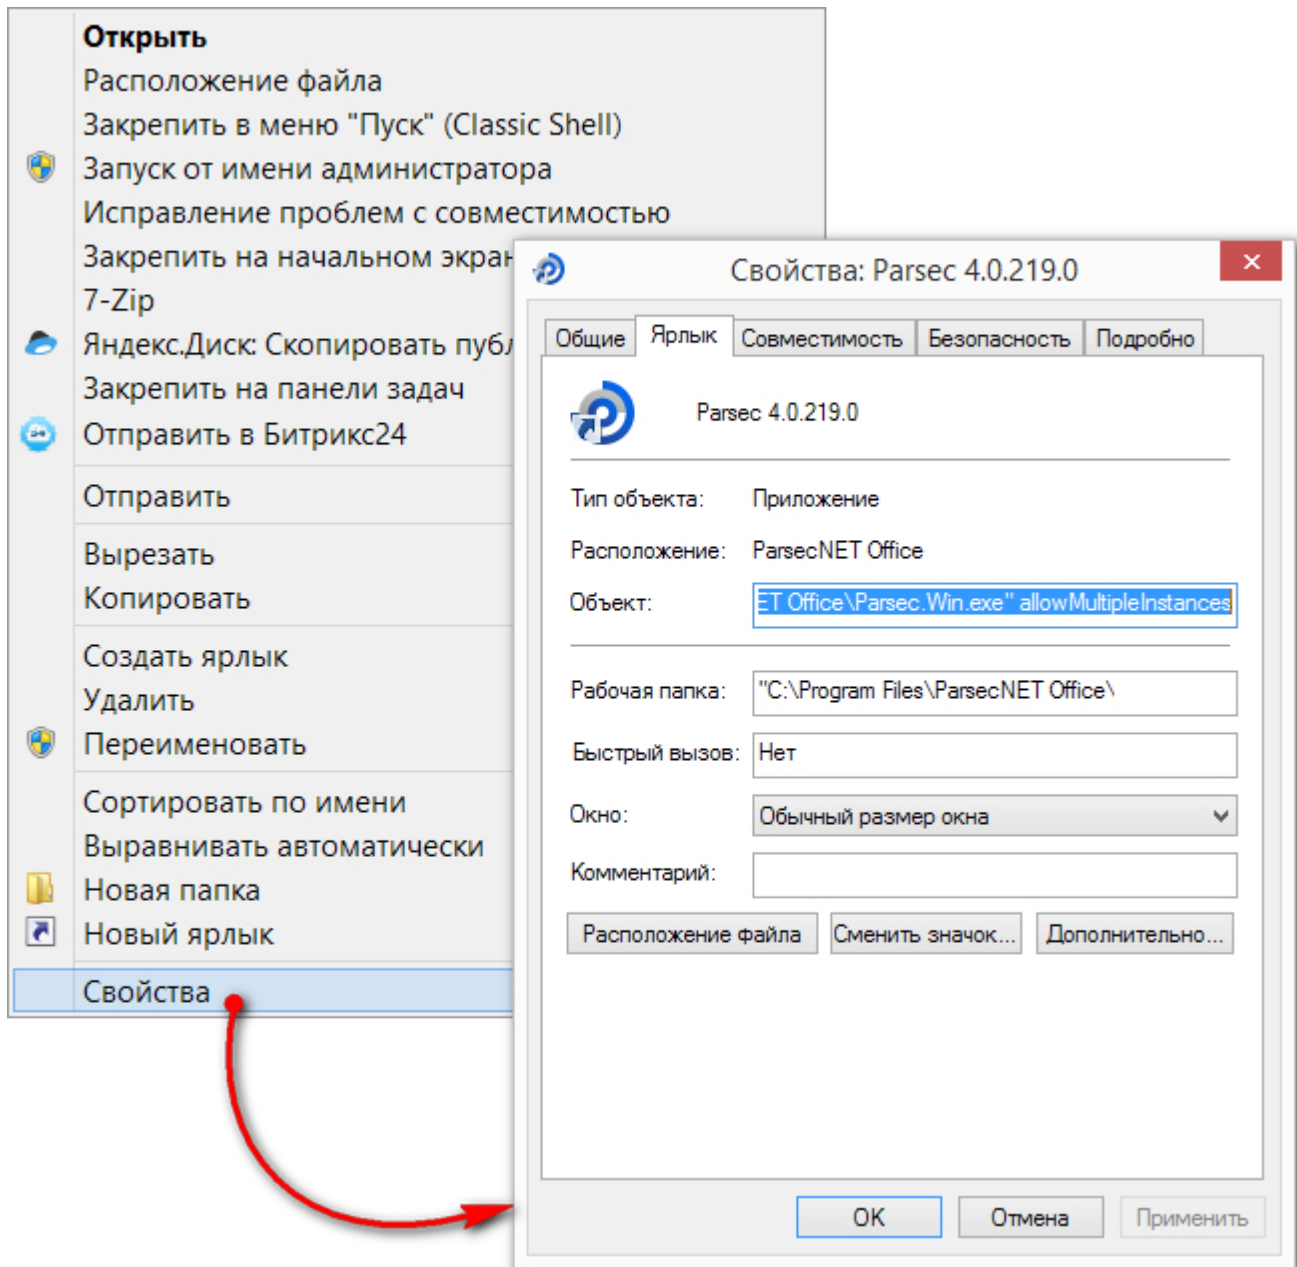 Открыть
Расположение файла
Закрепить в меню "Пуск" (Classic Shell)
Запуск от имени администратора
Исправление проблем с совместимостью
Закрепить на начальном экран
7-Zip
Яндекс.Диск: Скопировать публ
Закрепить на панели задач
Отправить в Битрикс24
Отправить
Вырезать
Копировать
Создать ярлык
Удалить
Переименовать
Сортировать по имени
Выравнивать автоматически
Новая папка
Новый ярлык
Свойства
Свойства: Parsec 4.0.219.0
Общие Ярлык Совместимость Безопасность Подробно
Parsec 4.0.219.0
Тип объекта: Приложение
Расположение: ParsecNET Office
Объект: ET Office\Parsec.Win.exe" allowMultipleInstances
Рабочая папка: "C:\Program Files\ParsecNET Office\
Быстрый вызов: Нет
Окно: Обычный размер окна
Комментарий:
Расположение файла Сменить значок... Дополнительно...
OK Отмена Применить